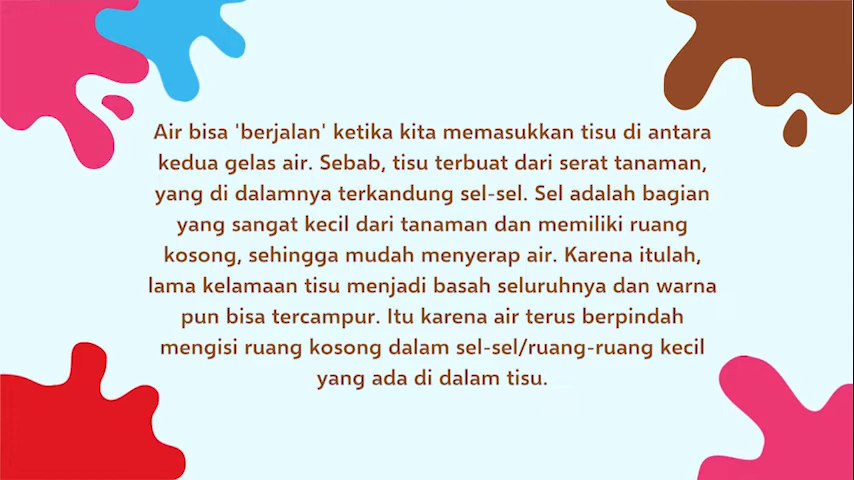 Air bisa 'berjalan' ketika kita memasukkan tisu di antara
kedua gelas air. Sebab, tisu terbuat dari serat tanaman,
yang di dalamnya terkandung sel-sel. Sel adalah bagian
yang sangat kecil dari tanaman dan memiliki ruang
kosong, sehingga mudah menyerap air. Karena itulah,
lama kelamaan tisu menjadi basah seluruhnya dan warna
pun bisa tercampur. Itu karena air terus berpindah
mengisi ruang kosong dalam sel-sel/ruang-ruang kecil
yang ada di dalam tisu.